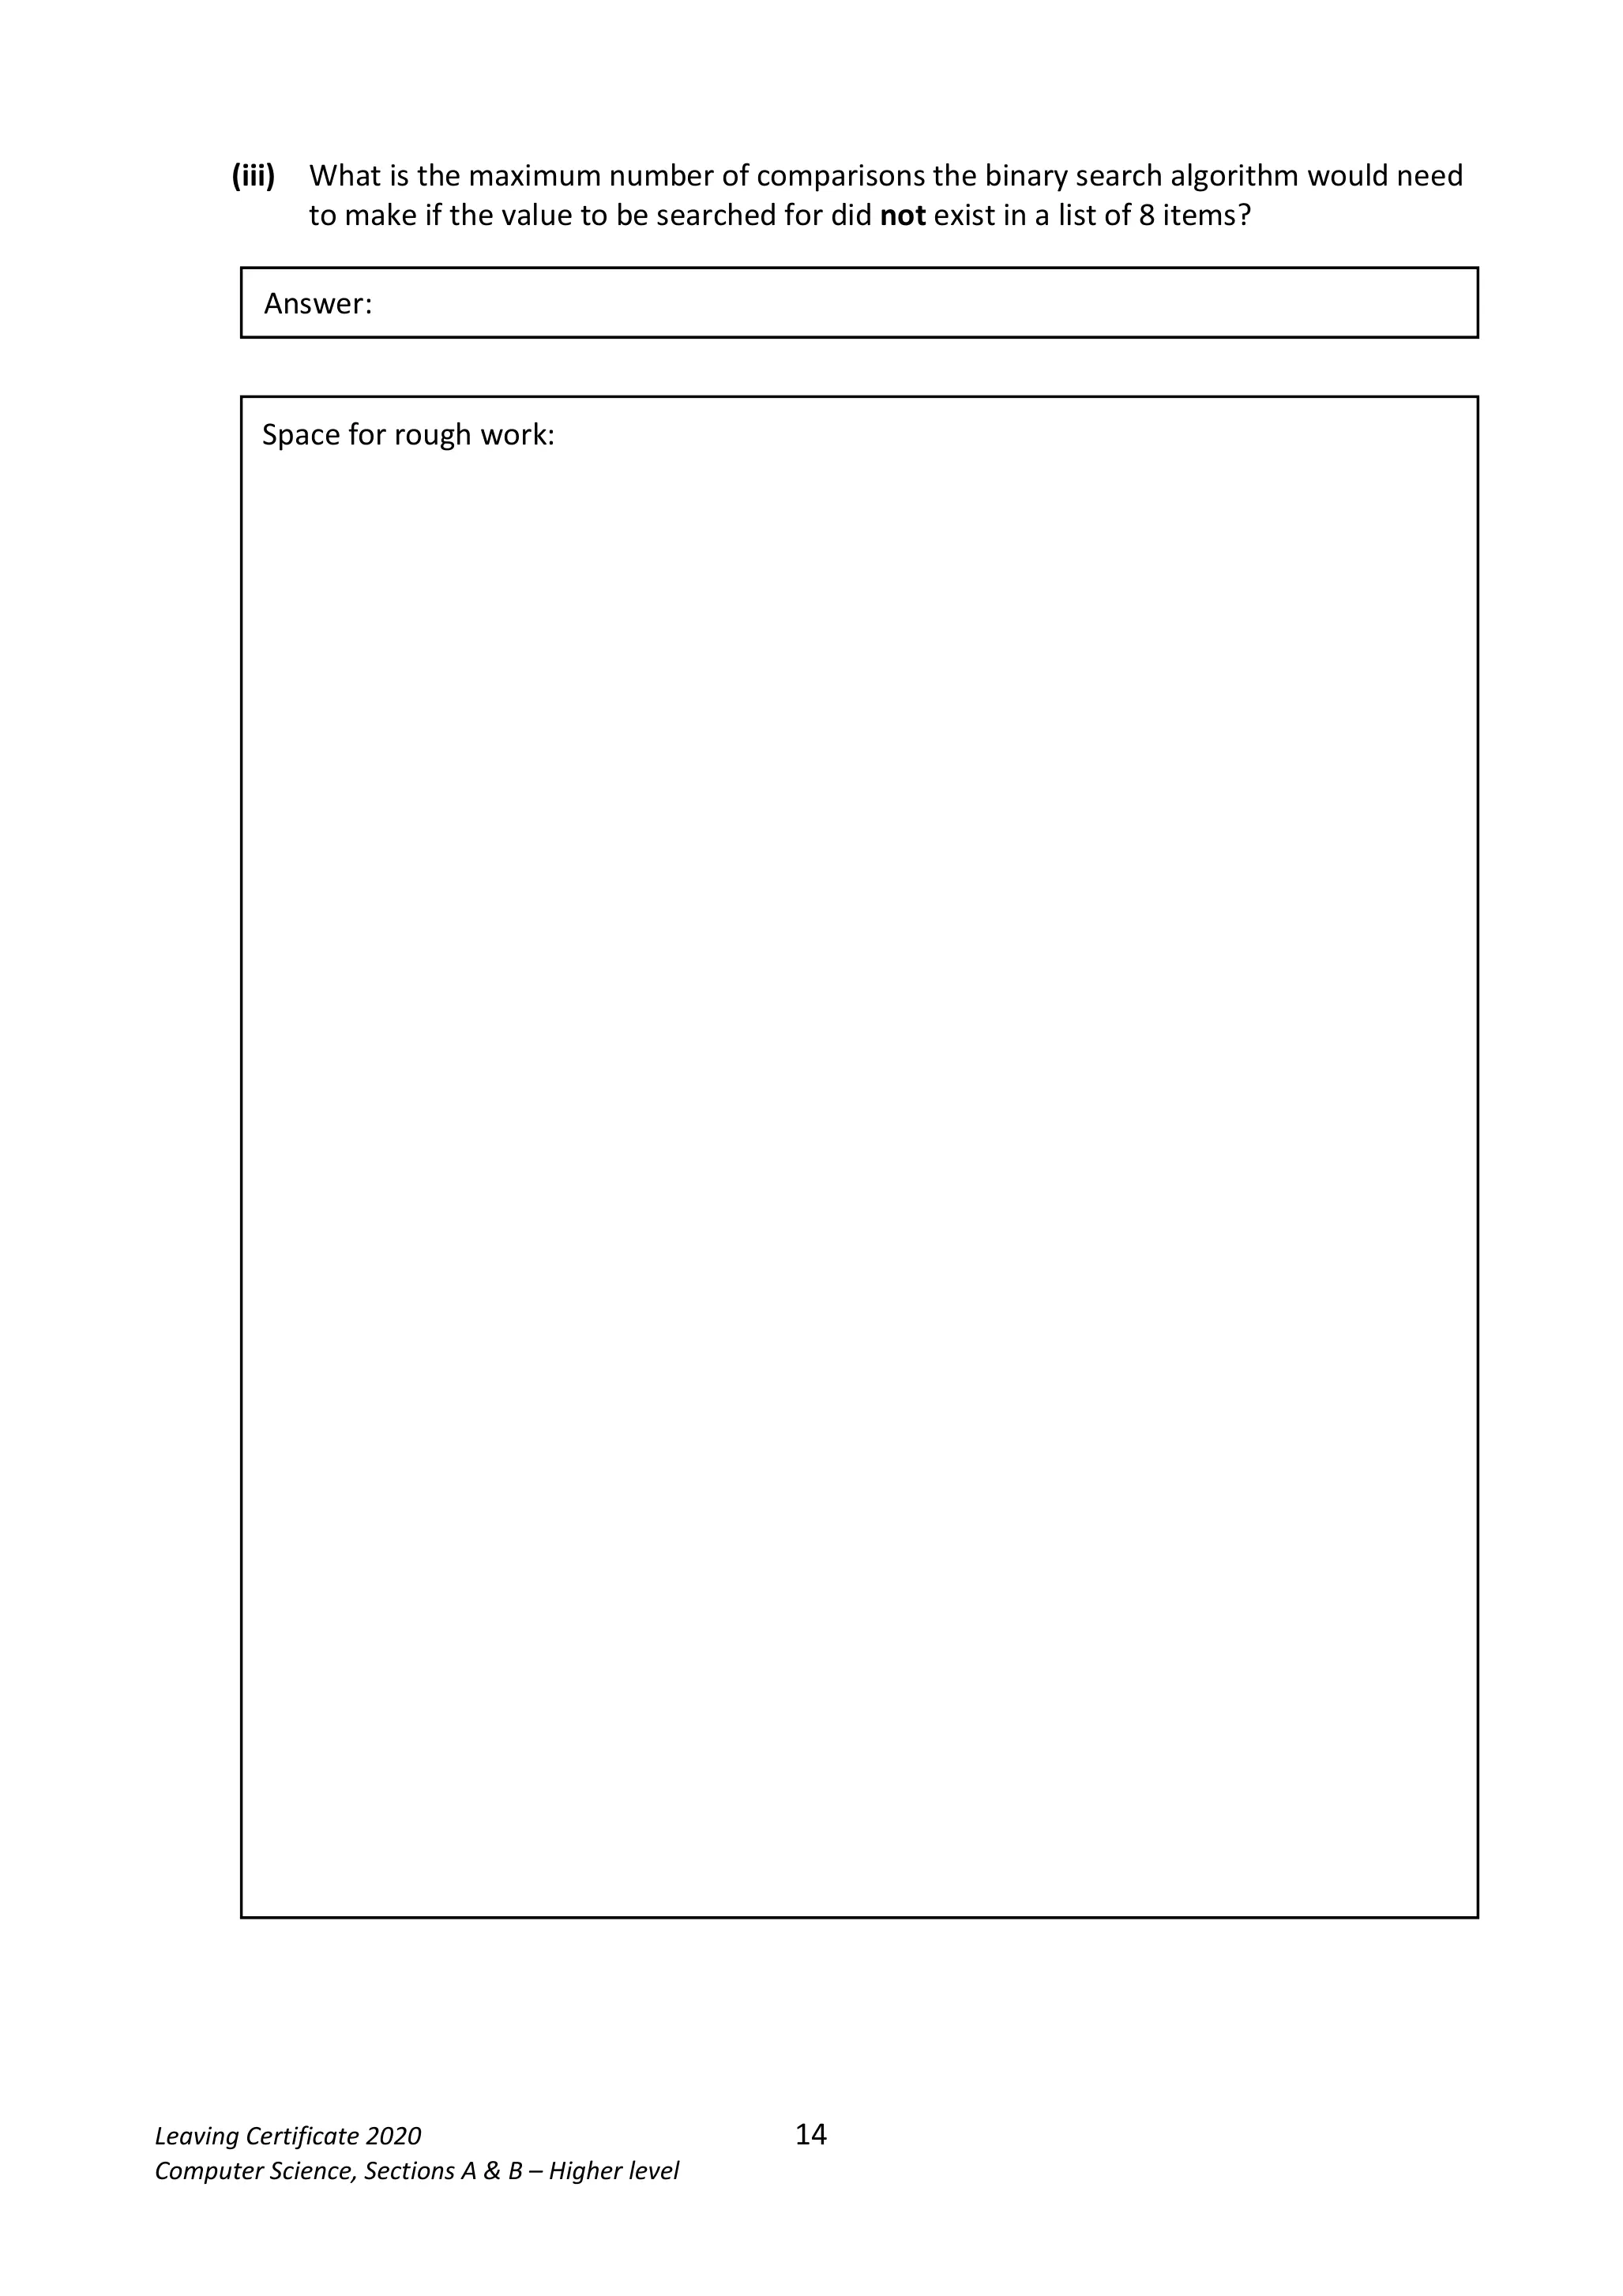 (iii) What is the maximum number of comparisons the binary search algorithm would need
to make if the value to be searched for did not exist in a list of 8 items?
Answer:
Space for rough work:
Leaving Certificate 2020
14
Computer Science, Sections A & B – Higher level